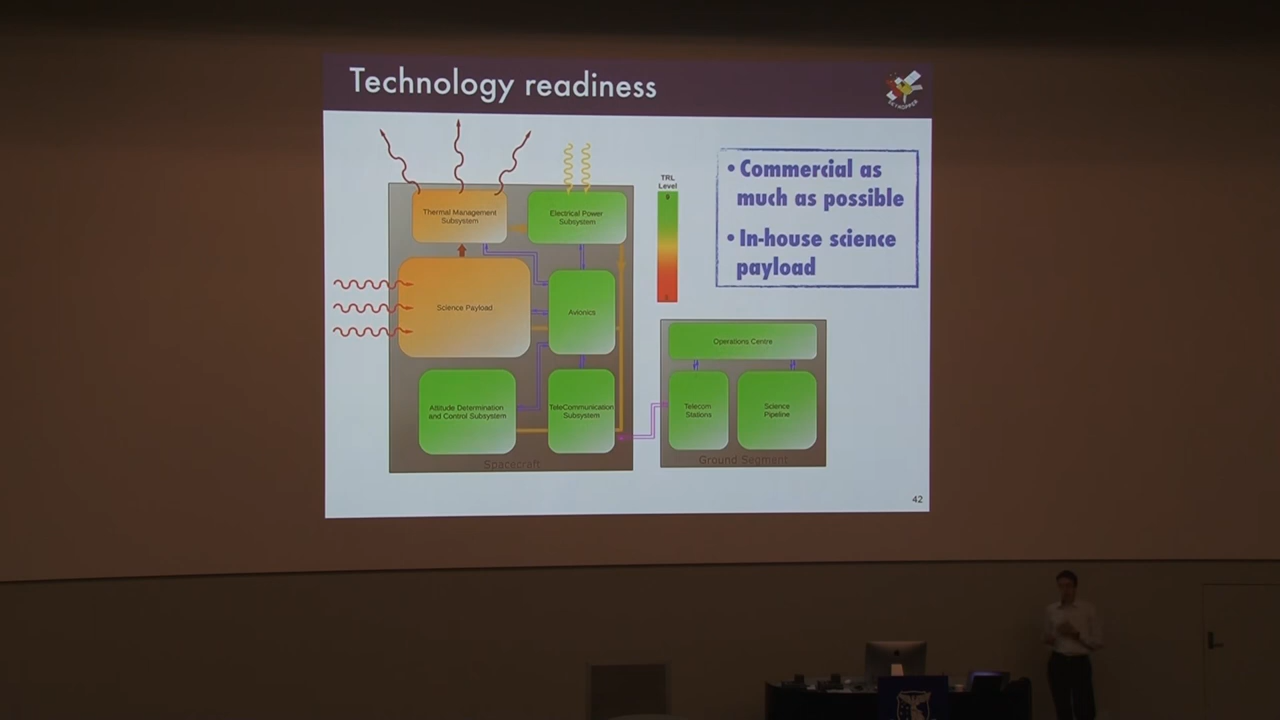 Technology readiness
SKYHOPPER
• Commercial as
much as possible
• In-house science
payload
TRL
Level
9
Thermal Management
Subsystem
Electrical Power
Subsystem
Science Payload
Avionics
Attitude Determination
and Control Subsystem
TeleCommunication
Subsystem
Spacecraft
Operations Centre
Telecom
Stations
Science
Pipeline
Ground Segment
42